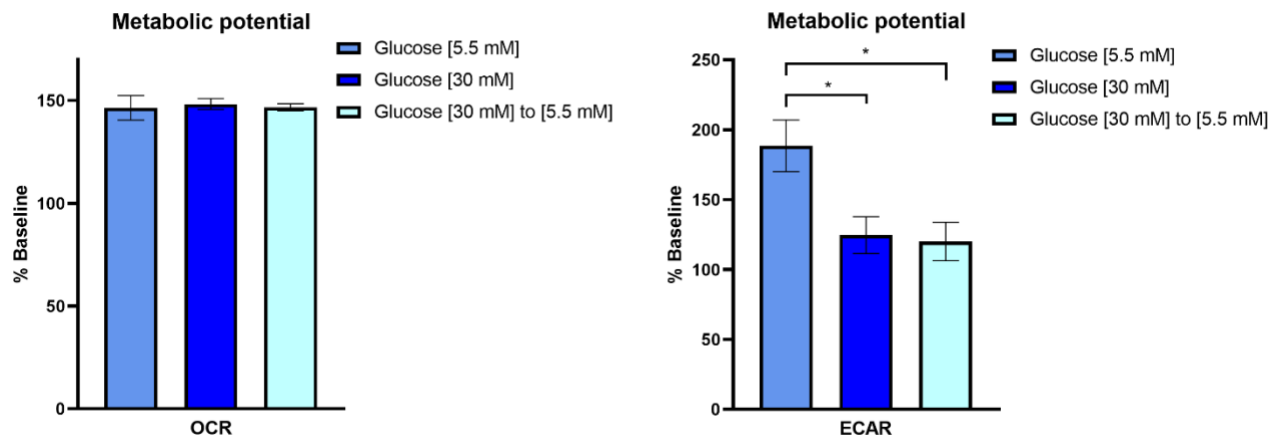 Metabolic potential
Glucose [5.5 mM]
Glucose [30 mM]
Glucose [30 mM] to [5.5 mM]
% Baseline
150
100
50
0
OCR
Metabolic potential
Glucose [5.5 mM]
Glucose [30 mM]
Glucose [30 mM] to [5.5 mM]
% Baseline
250
200
150
100
50
0
*
*
ECAR